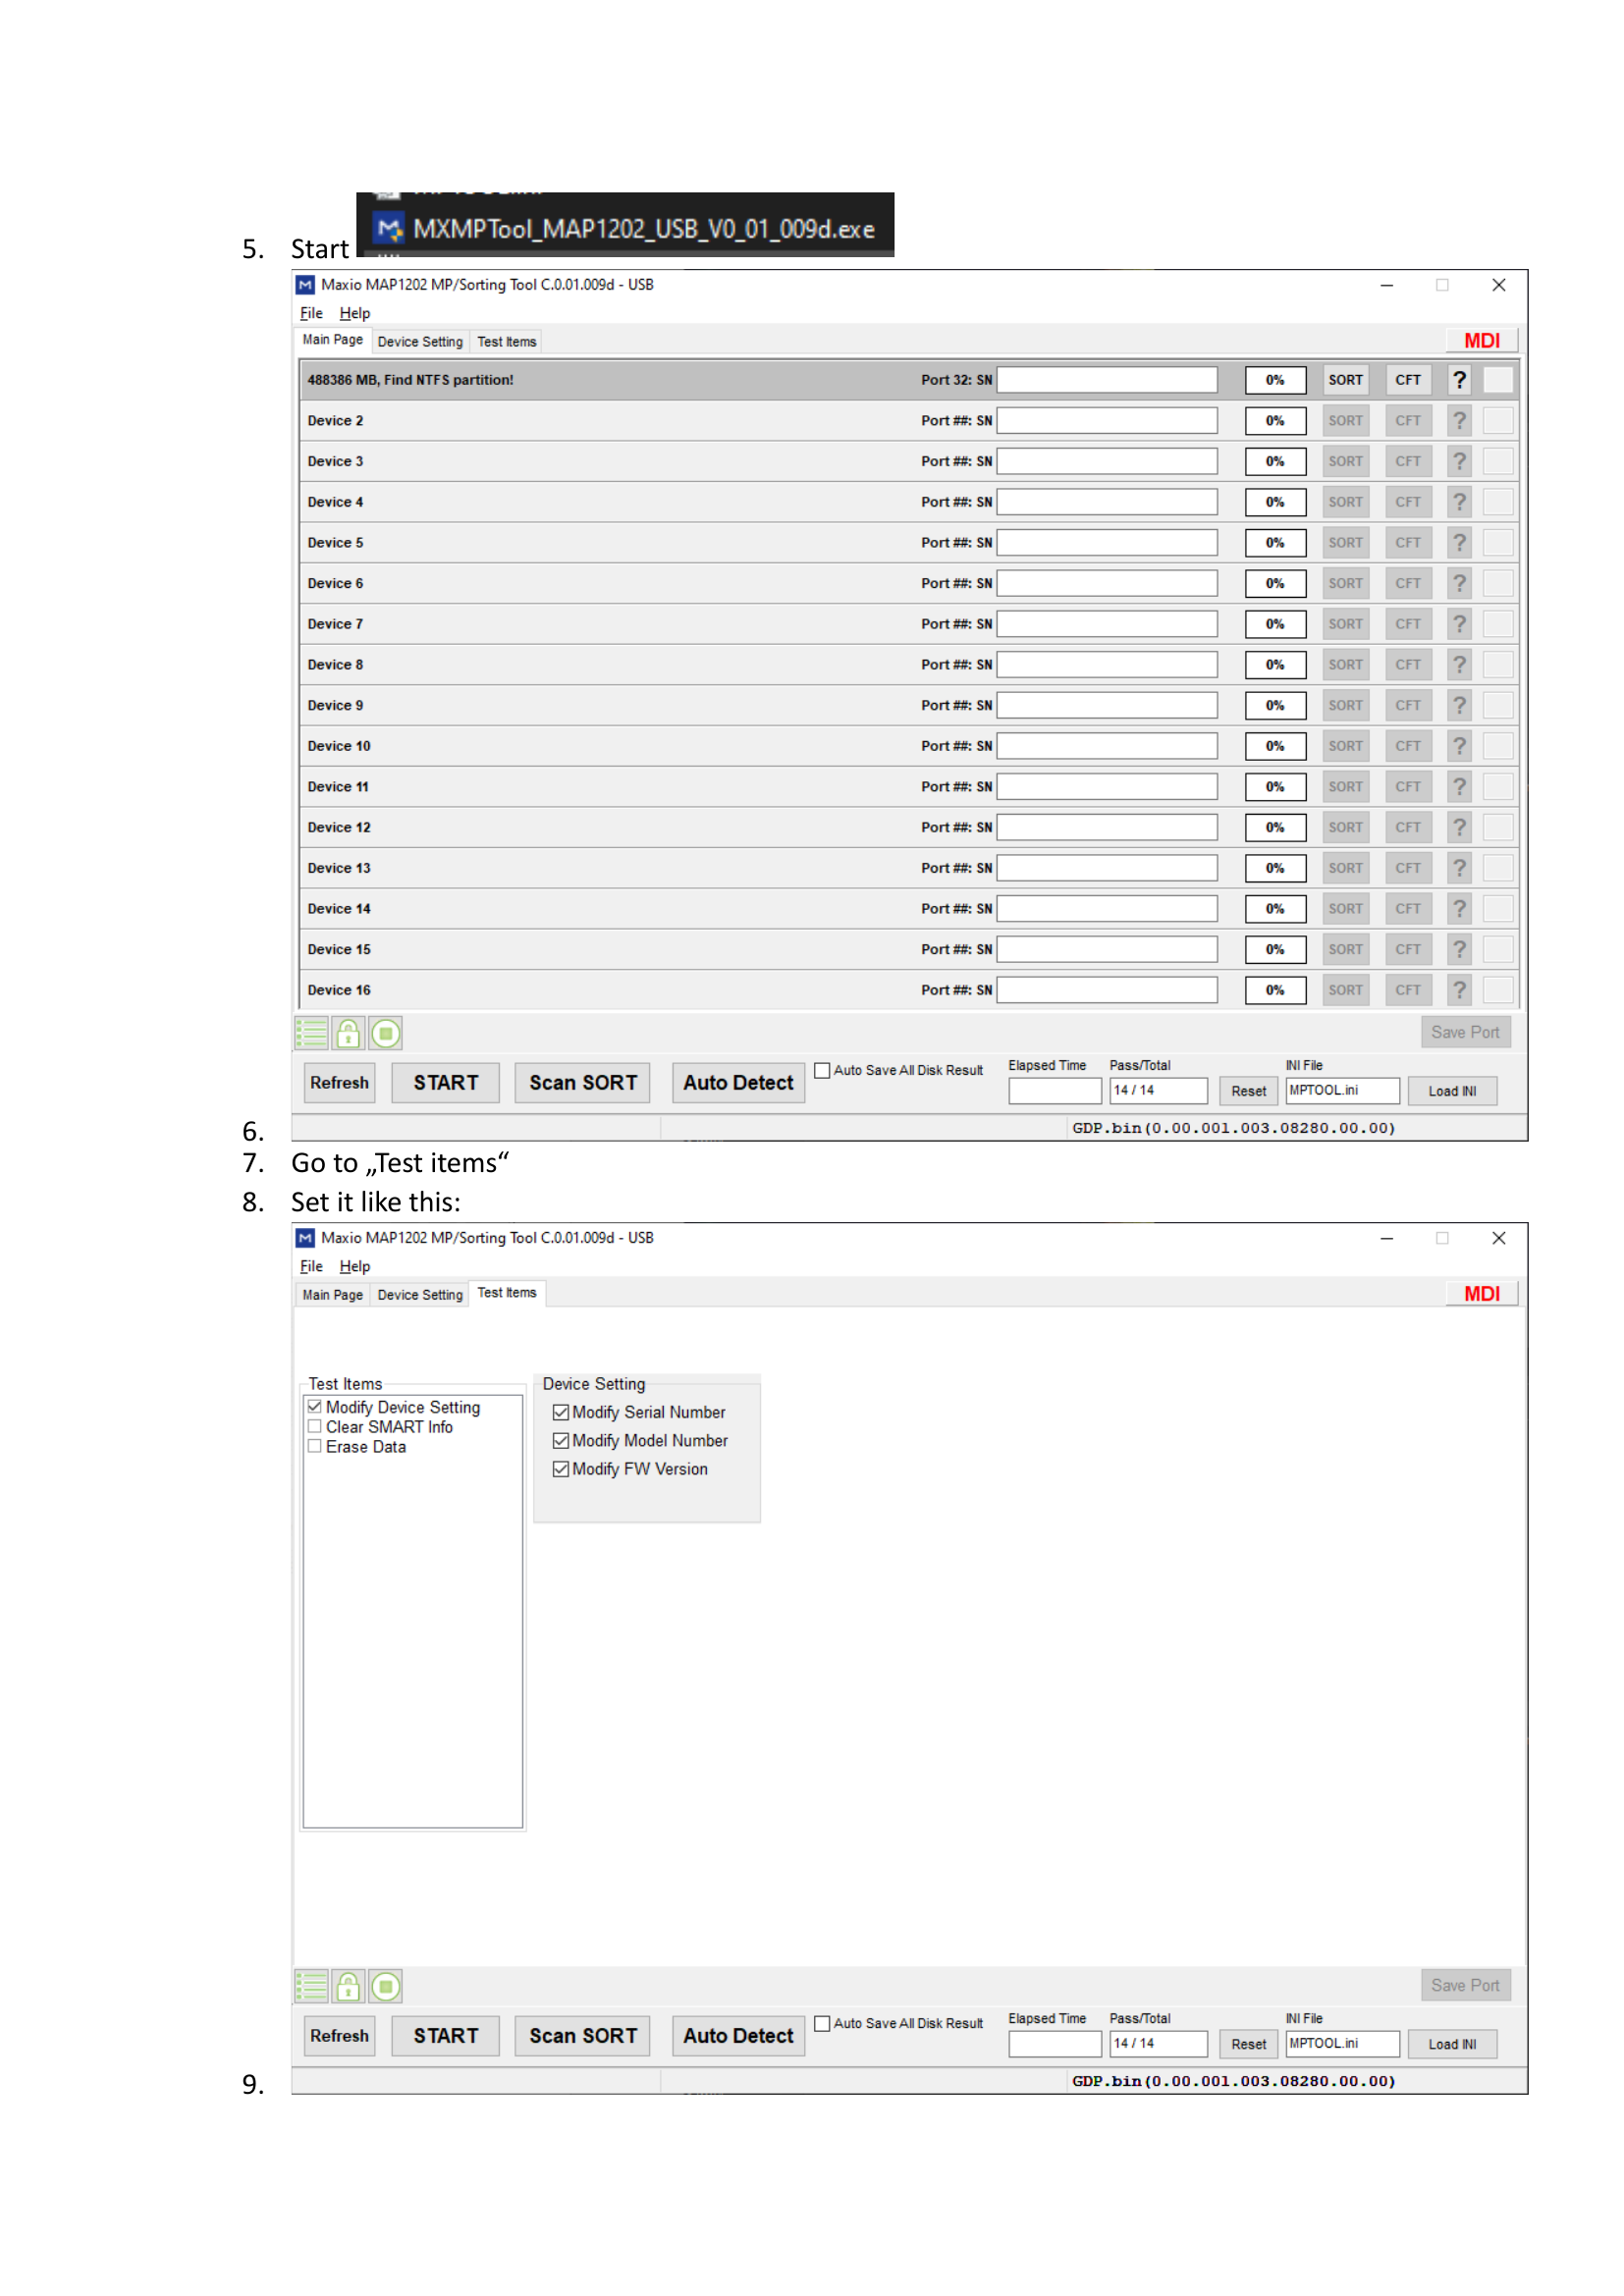 5. Start
MXMPTool_MAP1202_USB_V0_01_009d.exe
Maxio MAP1202 MP/Sorting Tool C.0.01.009d - USB
File Help
Main Page Device Setting Test Items MDI
488386 MB, Find NTFS partition! Port 32: SN 0% SORT CFT ?
Device 2 Port ##: SN 0% SORT CFT ?
Device 3 Port ##: SN 0% SORT CFT ?
Device 4 Port ##: SN 0% SORT CFT ?
Device 5 Port ##: SN 0% SORT CFT ?
Device 6 Port ##: SN 0% SORT CFT ?
Device 7 Port ##: SN 0% SORT CFT ?
Device 8 Port ##: SN 0% SORT CFT ?
Device 9 Port ##: SN 0% SORT CFT ?
Device 10 Port ##: SN 0% SORT CFT ?
Device 11 Port ##: SN 0% SORT CFT ?
Device 12 Port ##: SN 0% SORT CFT ?
Device 13 Port ##: SN 0% SORT CFT ?
Device 14 Port ##: SN 0% SORT CFT ?
Device 15 Port ##: SN 0% SORT CFT ?
Device 16 Port ##: SN 0% SORT CFT ?
Save Port
Refresh START Scan SORT Auto Detect Auto Save All Disk Result Elapsed Time Pass/Total INI File
14 / 14 Reset MPTOOL.ini Load INI
GDP.bin(0.00.001.003.08280.00.00)
6.
7. Go to „Test items“
8. Set it like this:
Maxio MAP1202 MP/Sorting Tool C.0.01.009d - USB
File Help
Main Page Device Setting Test Items MDI
Test Items Device Setting
Modify Device Setting Modify Serial Number
Clear SMART Info Modify Model Number
Erase Data Modify FW Version
Save Port
Refresh START Scan SORT Auto Detect Auto Save All Disk Result Elapsed Time Pass/Total INI File
14 / 14 Reset MPTOOL.ini Load INI
GDP.bin(0.00.001.003.08280.00.00)
9.